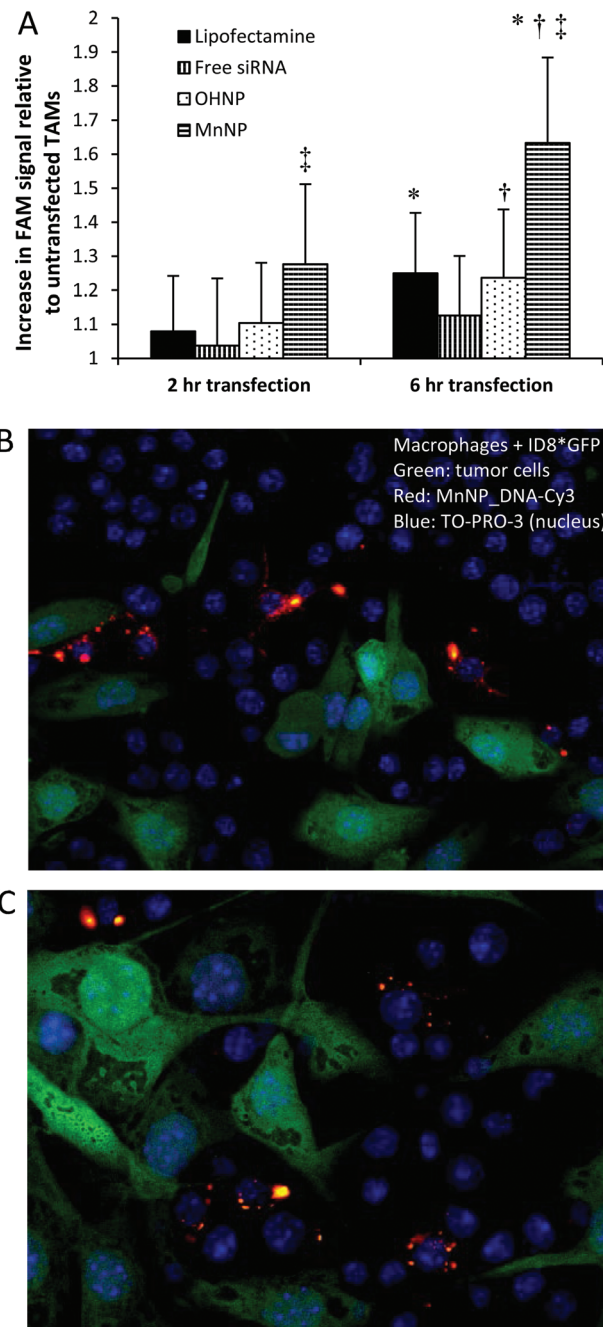 A
Increase in FAM signal relative
to untransfected TAMs
2
1.9
1.8
1.7
1.6
1.5
1.4
1.3
1.2
1.1
1
Lipofectamine
Free siRNA
OHNP
MnNP
‡
*
†
* † ‡
2 hr transfection
6 hr transfection
B
Macrophages + ID8*GFP
Green: tumor cells
Red: MnNP_DNA-Cy3
Blue: TO-PRO-3 (nucleus)
C